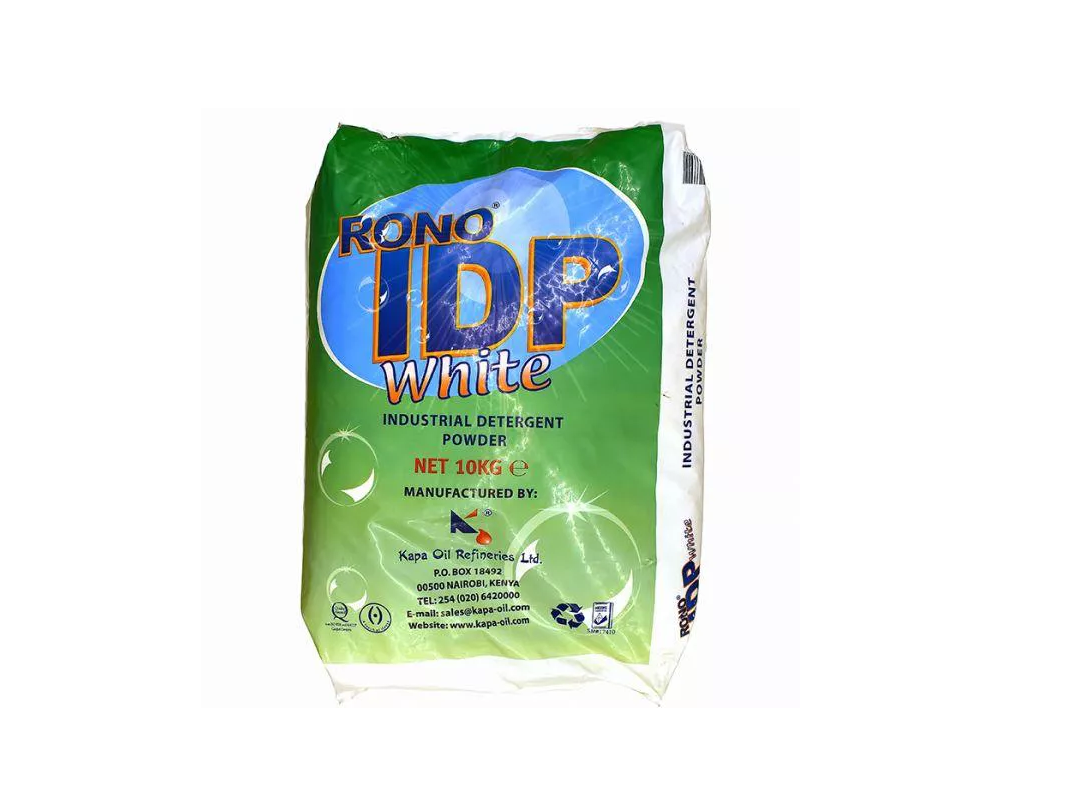 RONO®
IDP
White
INDUSTRIAL DETERGENT
POWDER
NET 10KG ℮
MANUFACTURED BY:
®
Kapa Oil Refineries Ltd.
P.O. BOX 18492
00500 NAIROBI, KENYA
TEL: 254 (020) 6420000
E-mail: sales@kapa-oil.com
Website: www.kapa-oil.com
INDUSTRIAL DETERGENT
POWDER
RONO®
IDP White